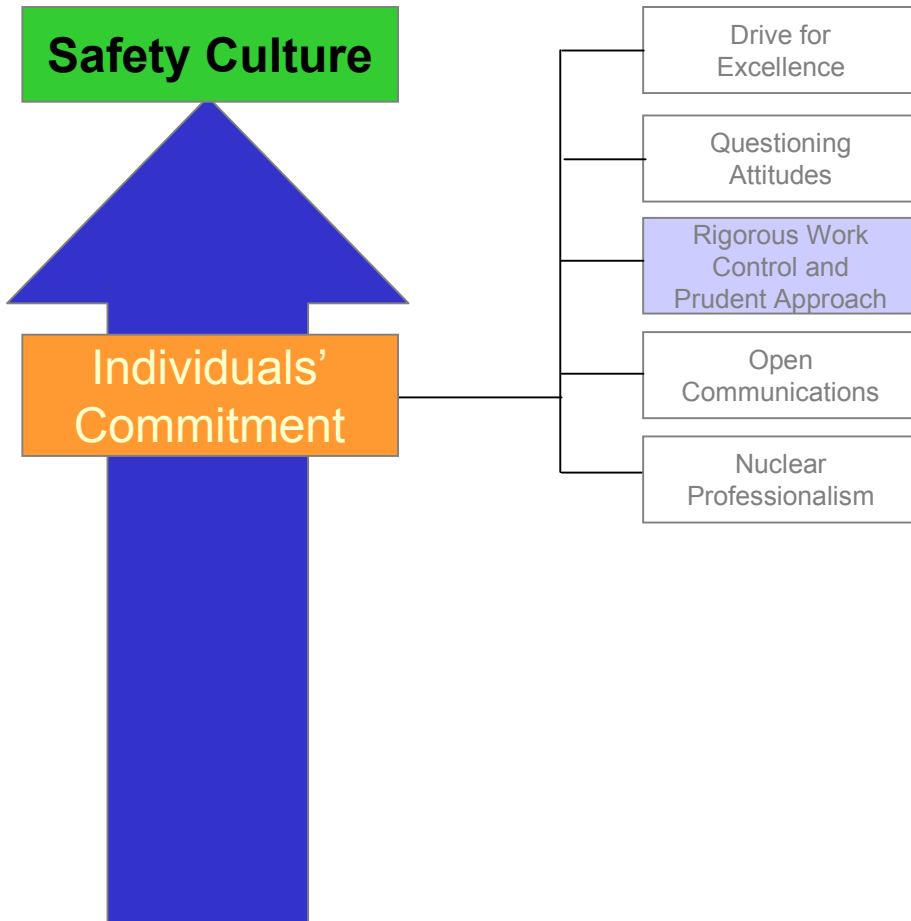 Safety Culture
Individuals’
Commitment
Drive for
Excellence
Questioning
Attitudes
Rigorous Work
Control and
Prudent Approach
Open
Communications
Nuclear
Professionalism